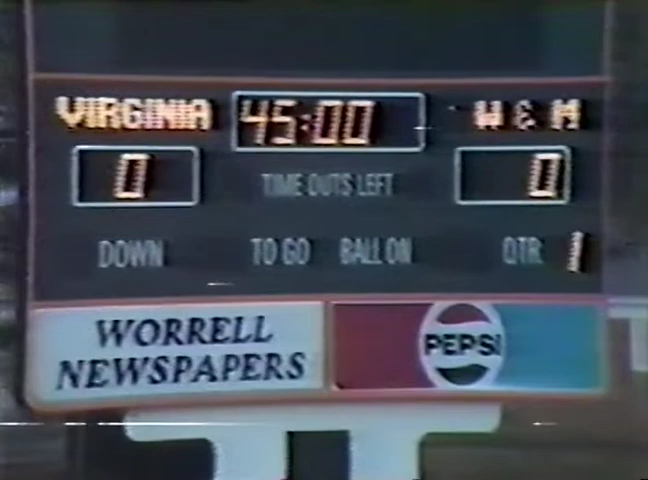 VIRGINIA 45:00 W & M
0 TIME OUTS LEFT 0
DOWN TO GO BALL ON QTR 1
WORRELL
NEWSPAPERS
PEPSI